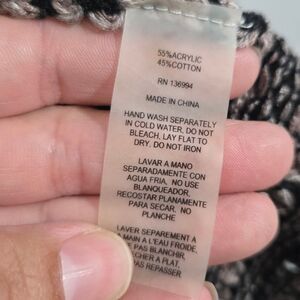 55%ACRYLIC
45%COTTON
RN 136994
MADE IN CHINA
HAND WASH SEPARATELY
IN COLD WATER, DO NOT
BLEACH, LAY FLAT TO
DRY. DO NOT IRON
LAVAR A MANO
SEPARADAMENTE CON
AGUA FRIA, NO USE
BLANQUEADOR,
RECOSTAR PLANAMENTE
PARA SECAR. NO
PLANCHE
LAVER SEPAREMENT A
A MAIN A L'EAU FROIDE
PAS BLANCHIR,
A PLAT,
PAS REPASSER